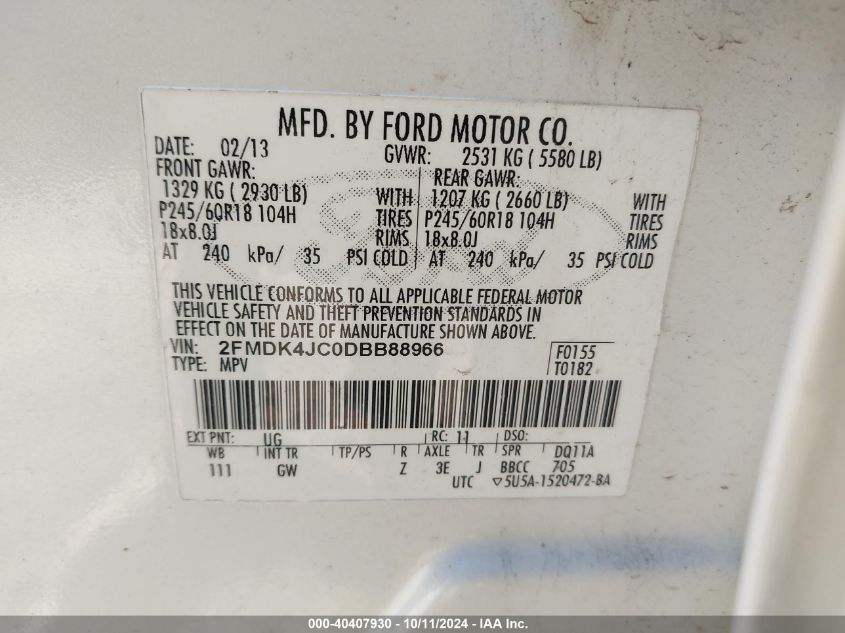 MFD. BY FORD MOTOR CO.
DATE: 02/13 GVWR: 2531 KG ( 5580 LB)
FRONT GAWR: REAR GAWR:
1329 KG ( 2930 LB) WITH 1207 KG ( 2660 LB) WITH
P245/60R18 104H TIRES P245/60R18 104H TIRES
18x8.0J RIMS 18x8.0J RIMS
AT 240 kPa/ 35 PSI COLD AT 240 kPa/ 35 PSI COLD
THIS VEHICLE CONFORMS TO ALL APPLICABLE FEDERAL MOTOR
VEHICLE SAFETY AND THEFT PREVENTION STANDARDS IN
EFFECT ON THE DATE OF MANUFACTURE SHOWN ABOVE.
VIN: 2FMDK4JC0DBB88966 F0155
TYPE: MPV T0182
EXT PNT: UG RC: 11 DSO:
WB INT TR TP/PS R AXLE TR SPR DQ11A
111 GW Z 3E J BBCC 705
UTC ▽5U5A-1520472-BA
000-40407930 - 10/11/2024 - IAA Inc.